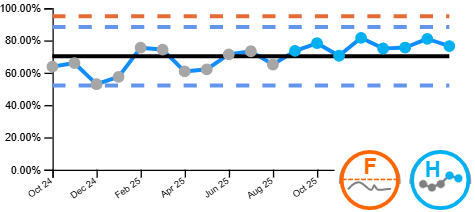 100.00%
80.00%
60.00%
40.00%
20.00%
0.00%
Oct 24
Dec 24
Feb 25
Apr 25
Jun 25
Aug 25
Oct 25
F
H